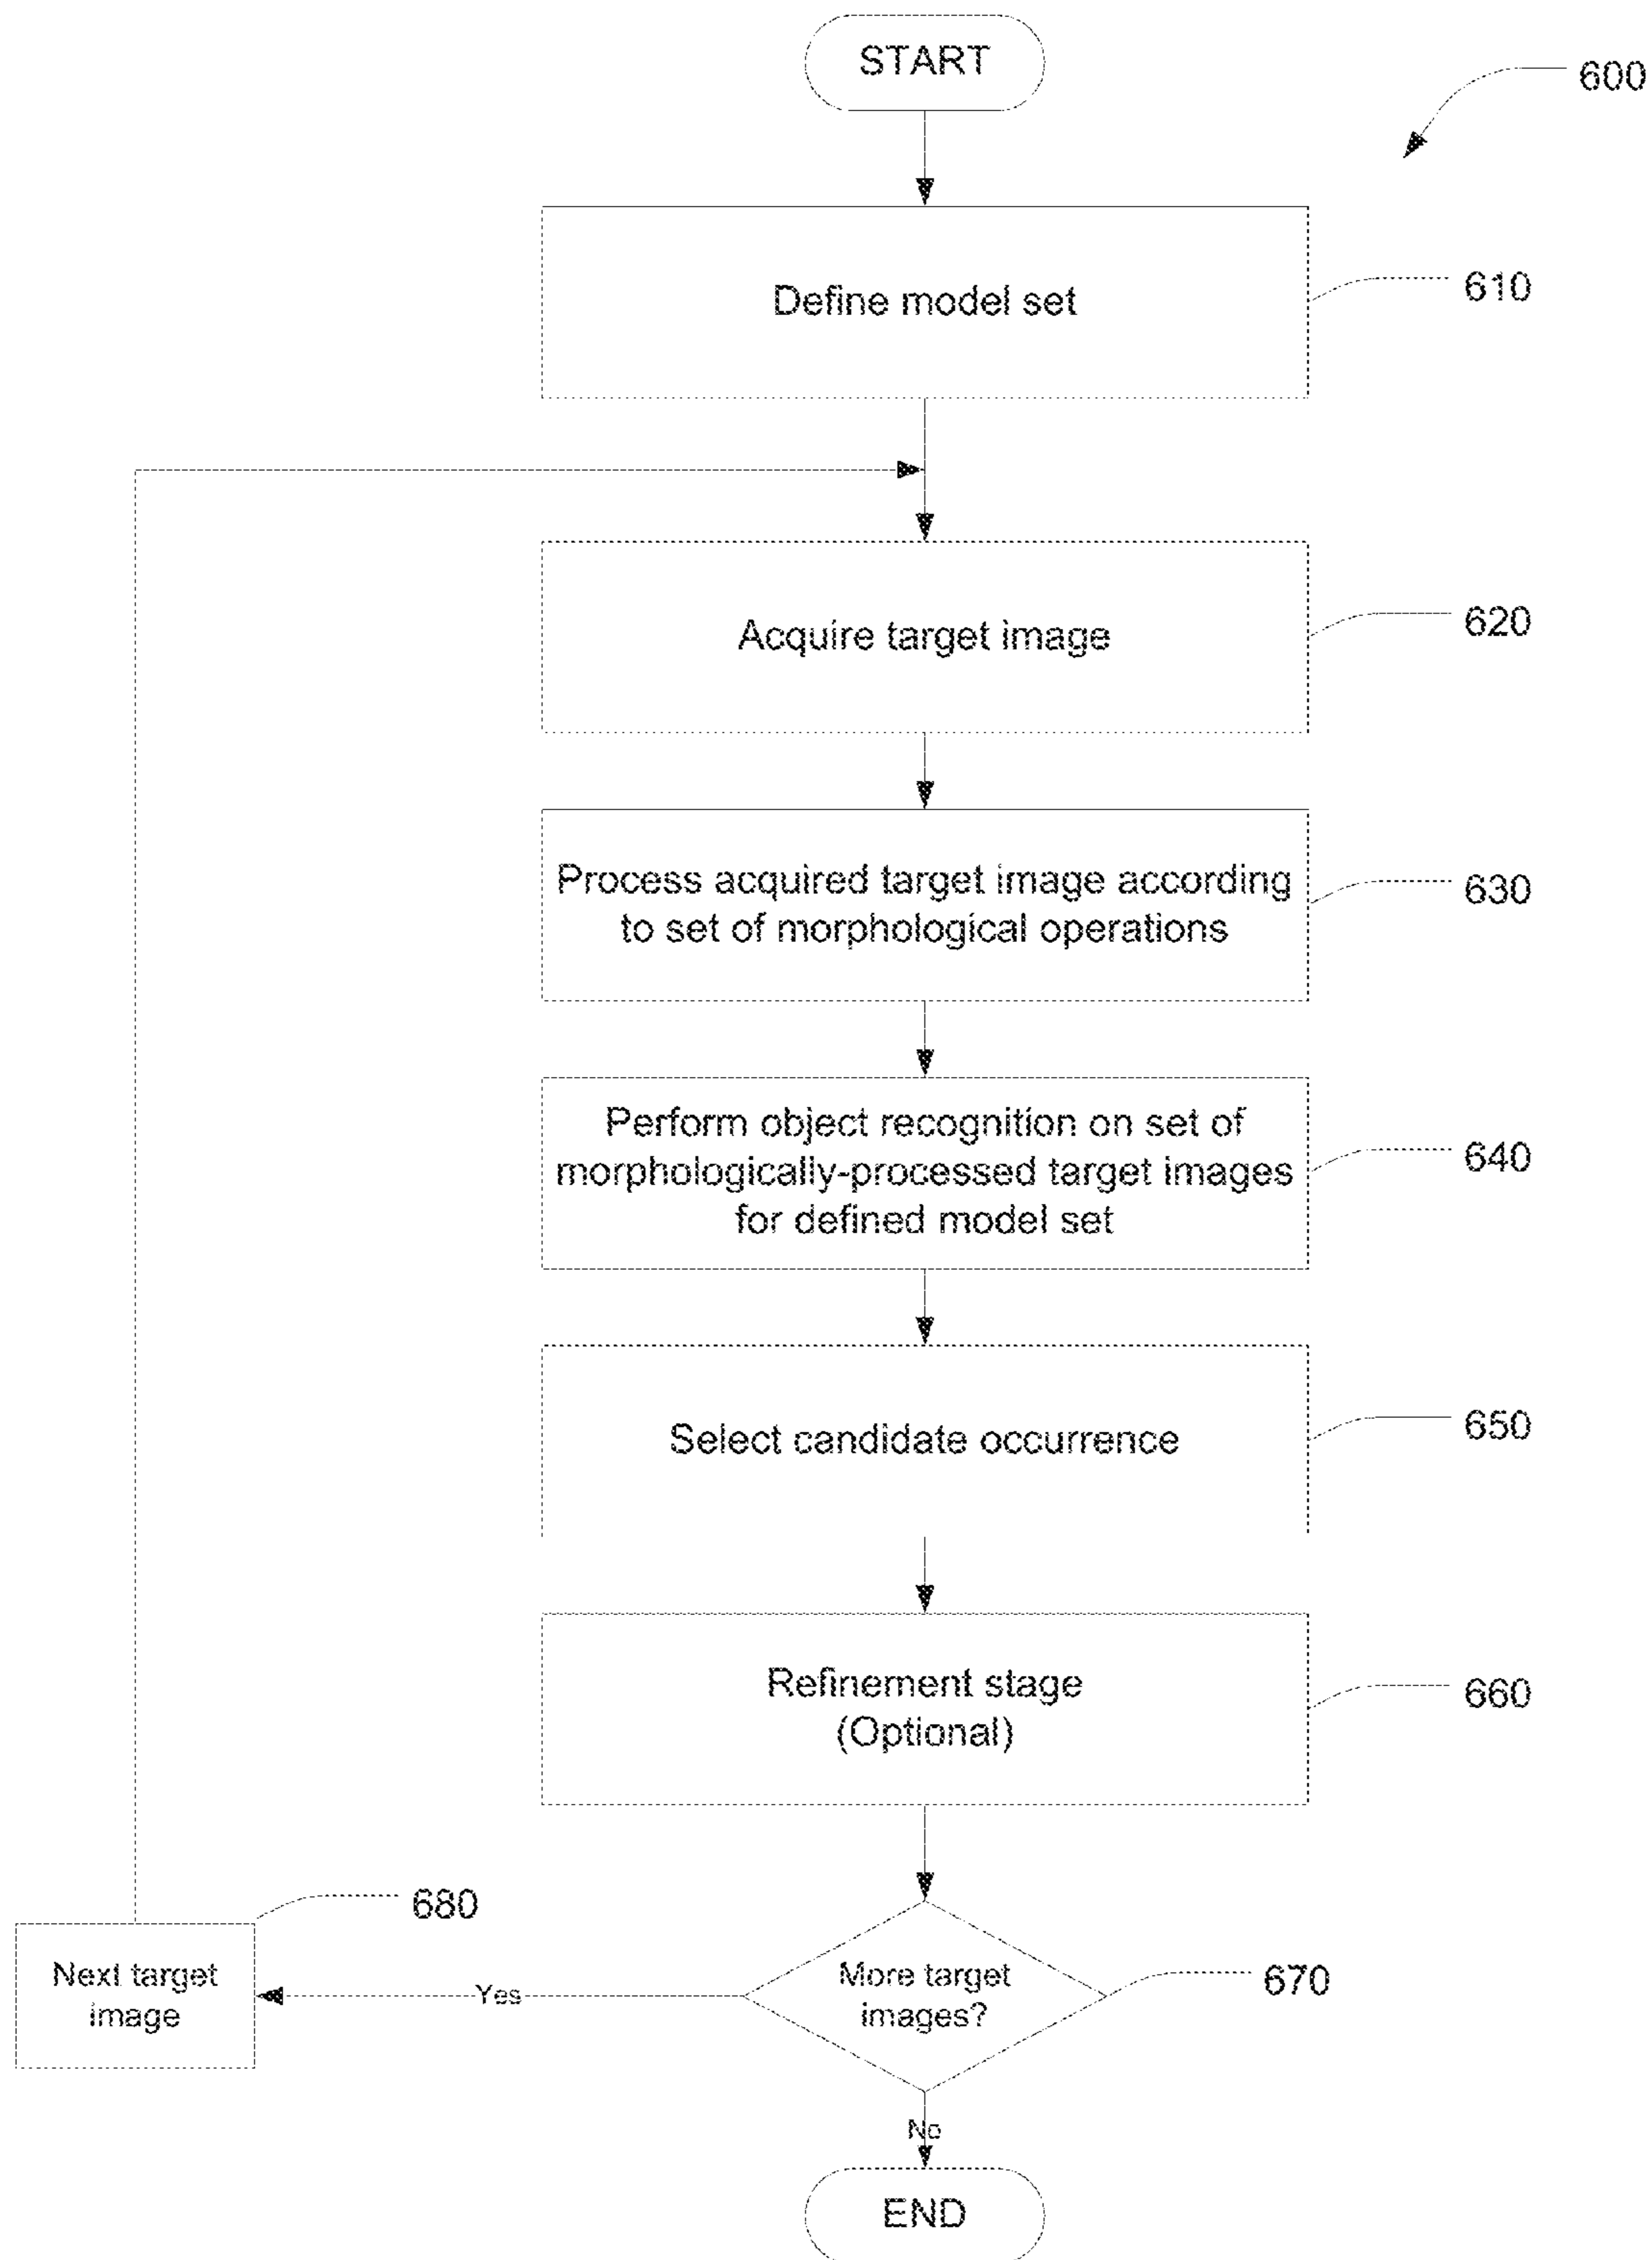 START
600
Define model set
610
Acquire target image
620
Process acquired target image according
to set of morphological operations
630
Perform object recognition on set of
morphologically-processed target images
for defined model set
640
Select candidate occurrence
650
Refinement stage
(Optional)
660
More target
images?
670
Yes
Next target
image
680
No
END